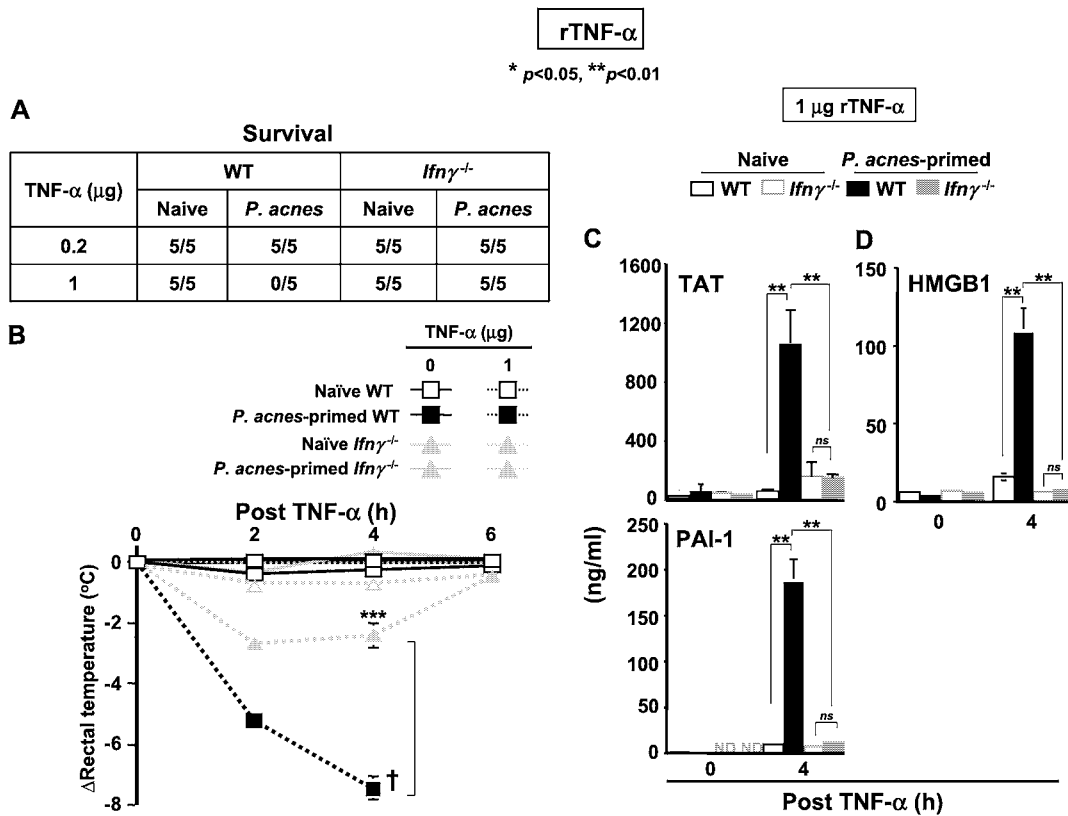 rTNF-α
* p<0.05, **p<0.01
1 μg rTNF-α
A
Survival
TNF-α (μg) WT Ifnγ-/-
Naive P. acnes Naive P. acnes
0.2 5/5 5/5 5/5 5/5
1 5/5 0/5 5/5 5/5
B
TNF-α (μg)
0 1
Naïve WT
P. acnes-primed WT
Naïve Ifnγ-/-
P. acnes-primed Ifnγ-/-
Post TNF-α (h)
0 2 4 6
0
-2
-4
-6
-8
ΔRectal temperature (ºC)
***
†
Naive P. acnes-primed
WT Ifnγ-/- WT Ifnγ-/-
C
TAT
1600
1200
800
400
0
** **
ns
D
HMGB1
150
100
50
0
** **
ns
0 4
PAI-1
(ng/ml)
250
200
150
100
50
0
** **
ND ND
ns
0 4
Post TNF-α (h)